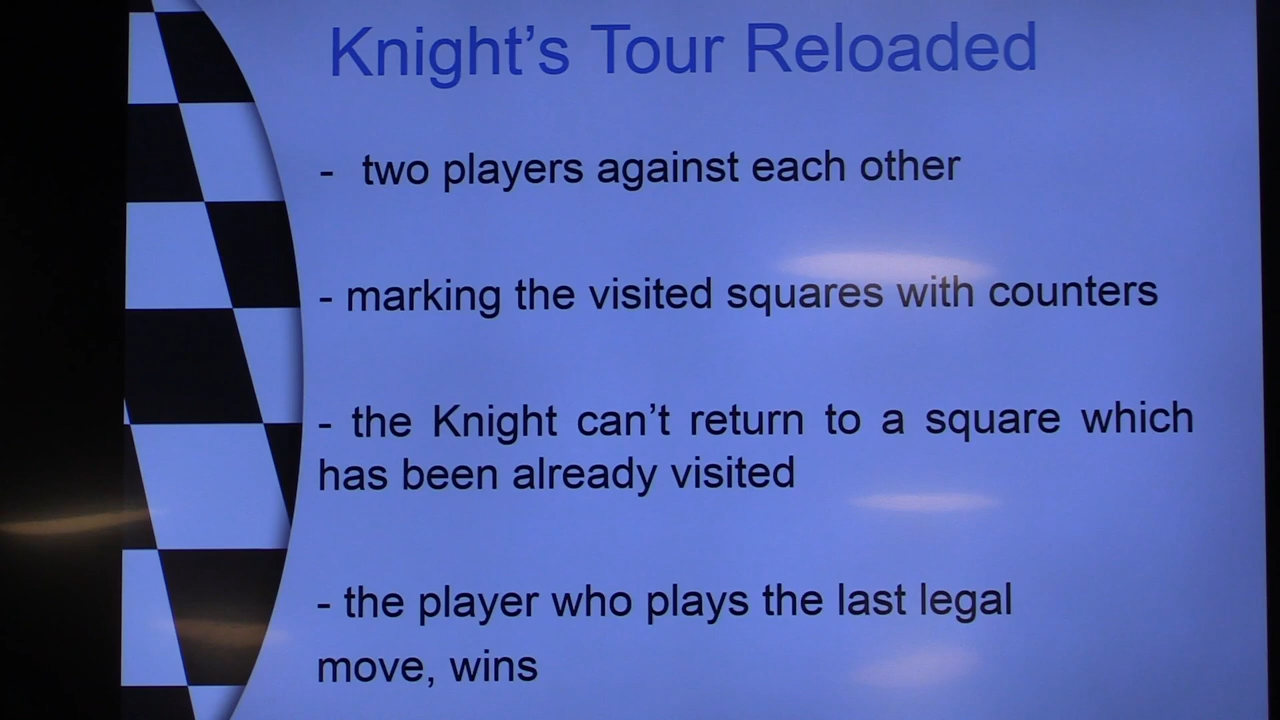 Knight's Tour Reloaded
- two players against each other
- marking the visited squares with counters
- the Knight can't return to a square which
has been already visited
- the player who plays the last legal
move, wins